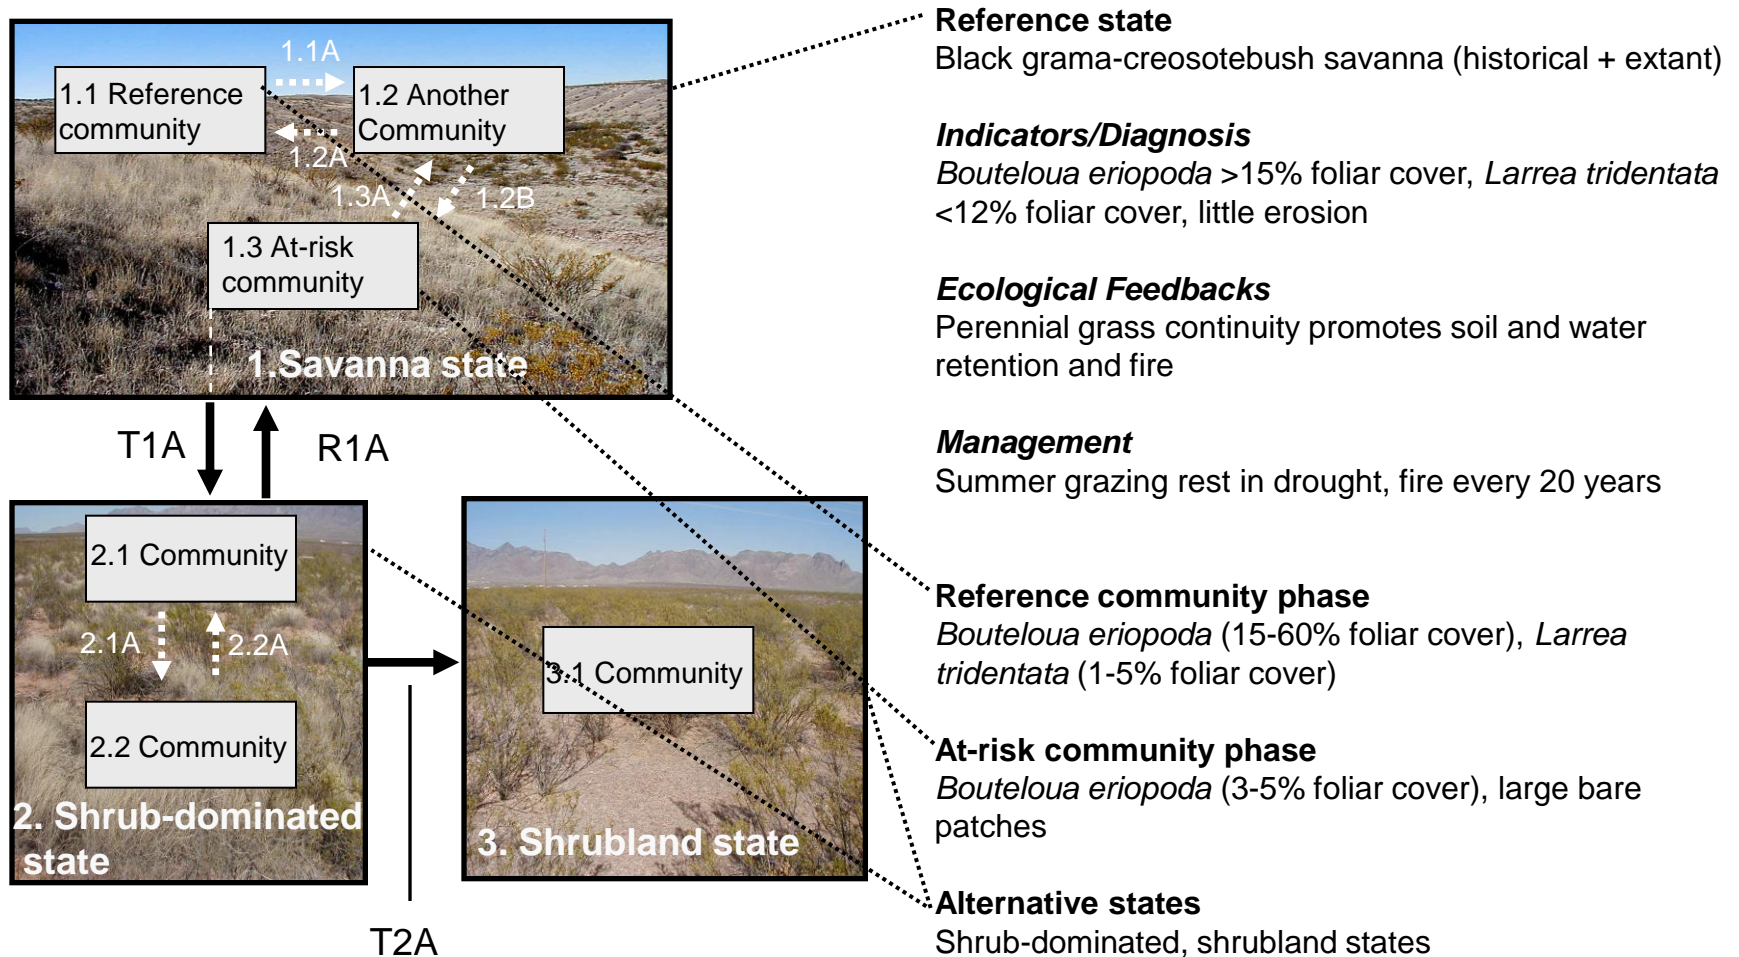 1.1A
1.1 Reference
community
1.2 Another
Community
1.2A
1.3A
1.2B
1.3 At-risk
community
1.Savanna state
T1A
R1A
2.1 Community
2.1A
2.2A
2.2 Community
2. Shrub-dominated
state
3.1 Community
3. Shrubland state
T2A
Reference state
Black grama-creosotebush savanna (historical + extant)
Indicators/Diagnosis
Bouteloua eriopoda >15% foliar cover, Larrea tridentata
<12% foliar cover, little erosion
Ecological Feedbacks
Perennial grass continuity promotes soil and water
retention and fire
Management
Summer grazing rest in drought, fire every 20 years
Reference community phase
Bouteloua eriopoda (15-60% foliar cover), Larrea
tridentata (1-5% foliar cover)
At-risk community phase
Bouteloua eriopoda (3-5% foliar cover), large bare
patches
Alternative states
Shrub-dominated, shrubland states